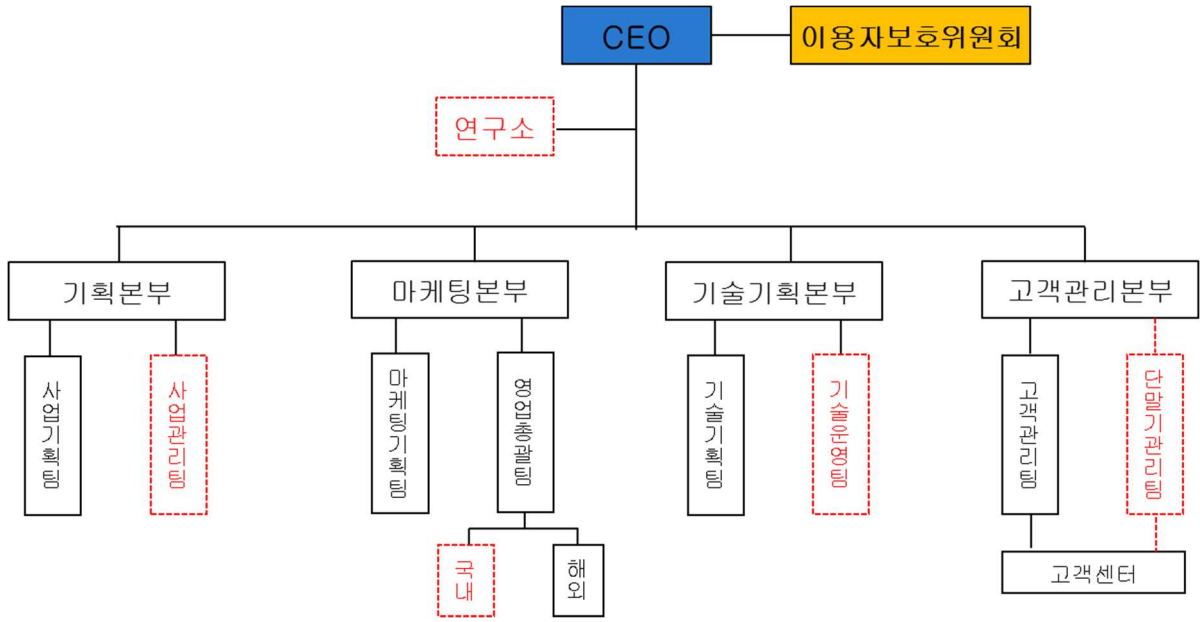 CEO
이용자보호위원회
연구소
기획본부
마케팅본부
기술기획본부
고객관리본부
사업기획팀
사업관리팀
마케팅기획팀
영업총괄팀
기술기획팀
기술운영팀
고객관리팀
단말기관리팀
국내
해외
고객센터